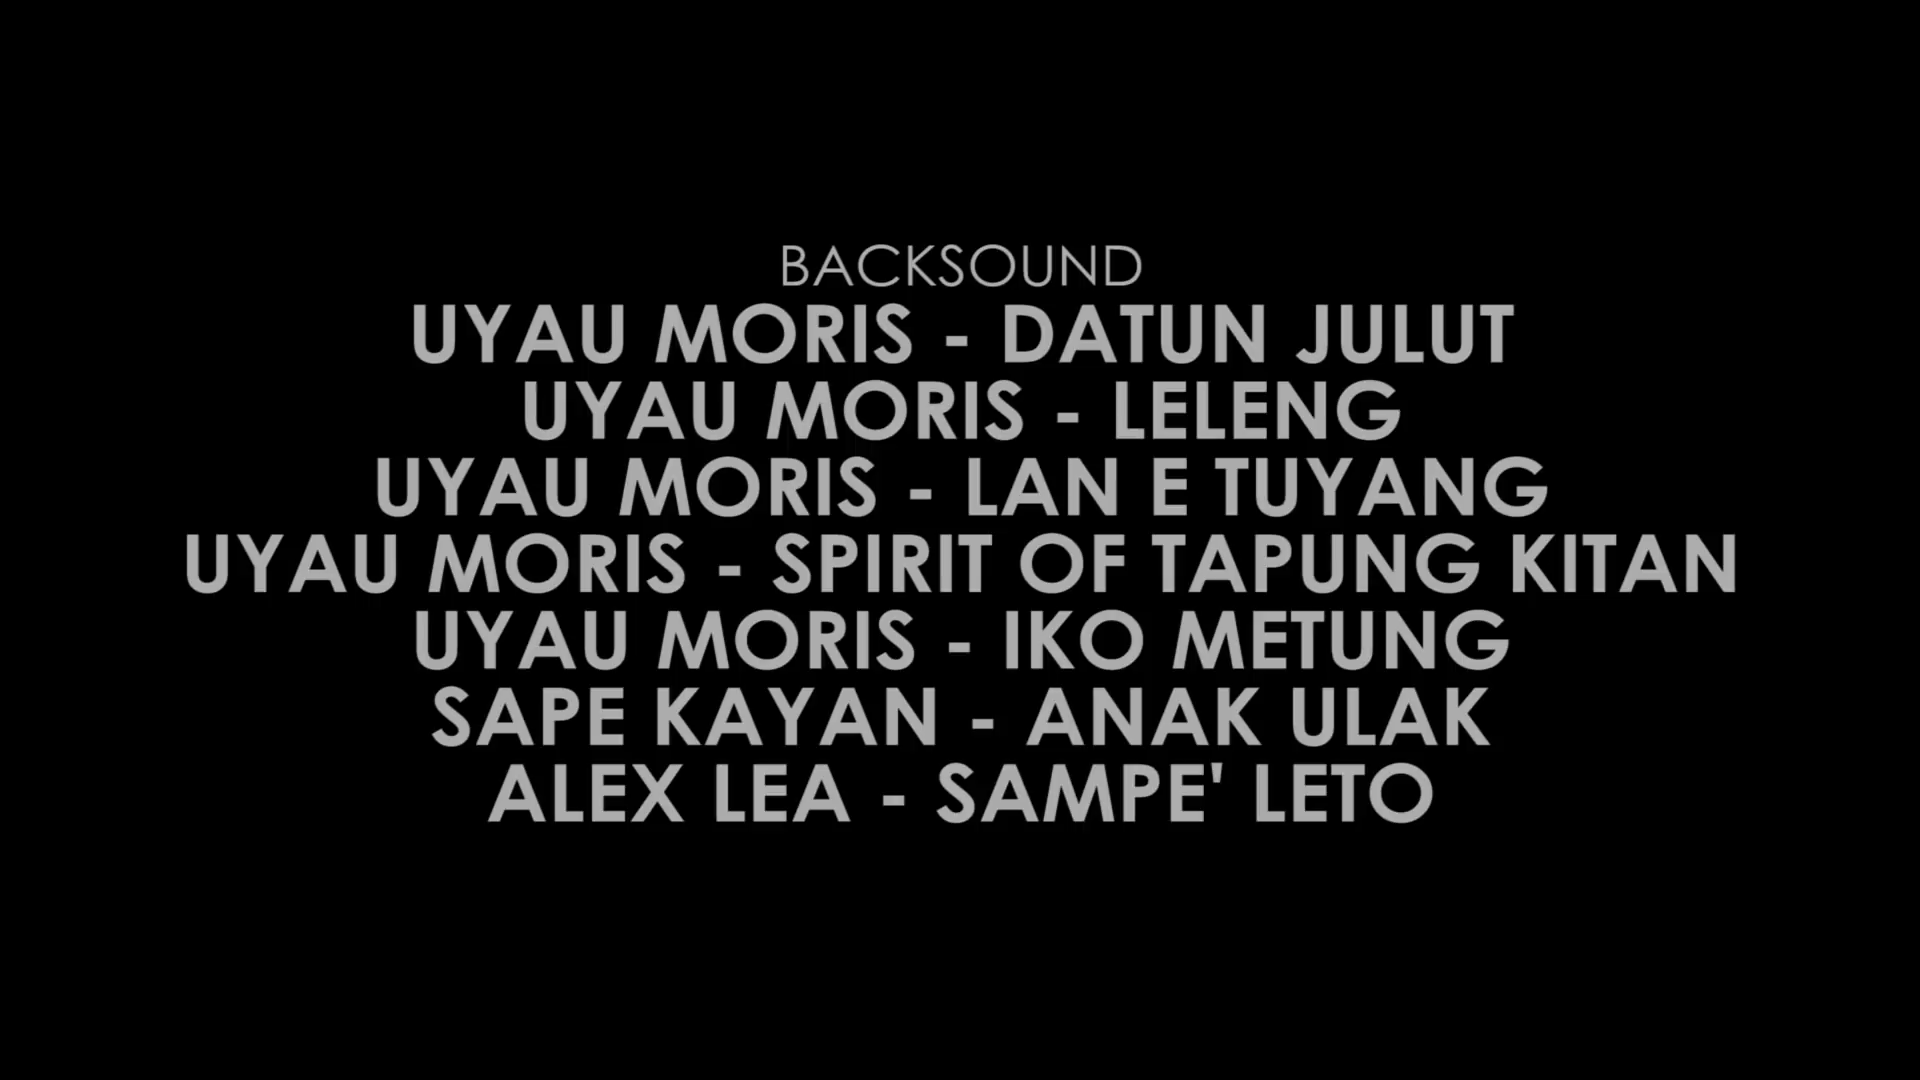 BACKSOUND
UYAU MORIS - DATUN JULUT
UYAU MORIS - LELENG
UYAU MORIS - LAN E TUYANG
UYAU MORIS - SPIRIT OF TAPUNG KITAN
UYAU MORIS - IKO METUNG
SAPE KAYAN - ANAK ULAK
ALEX LEA - SAMPE' LETO